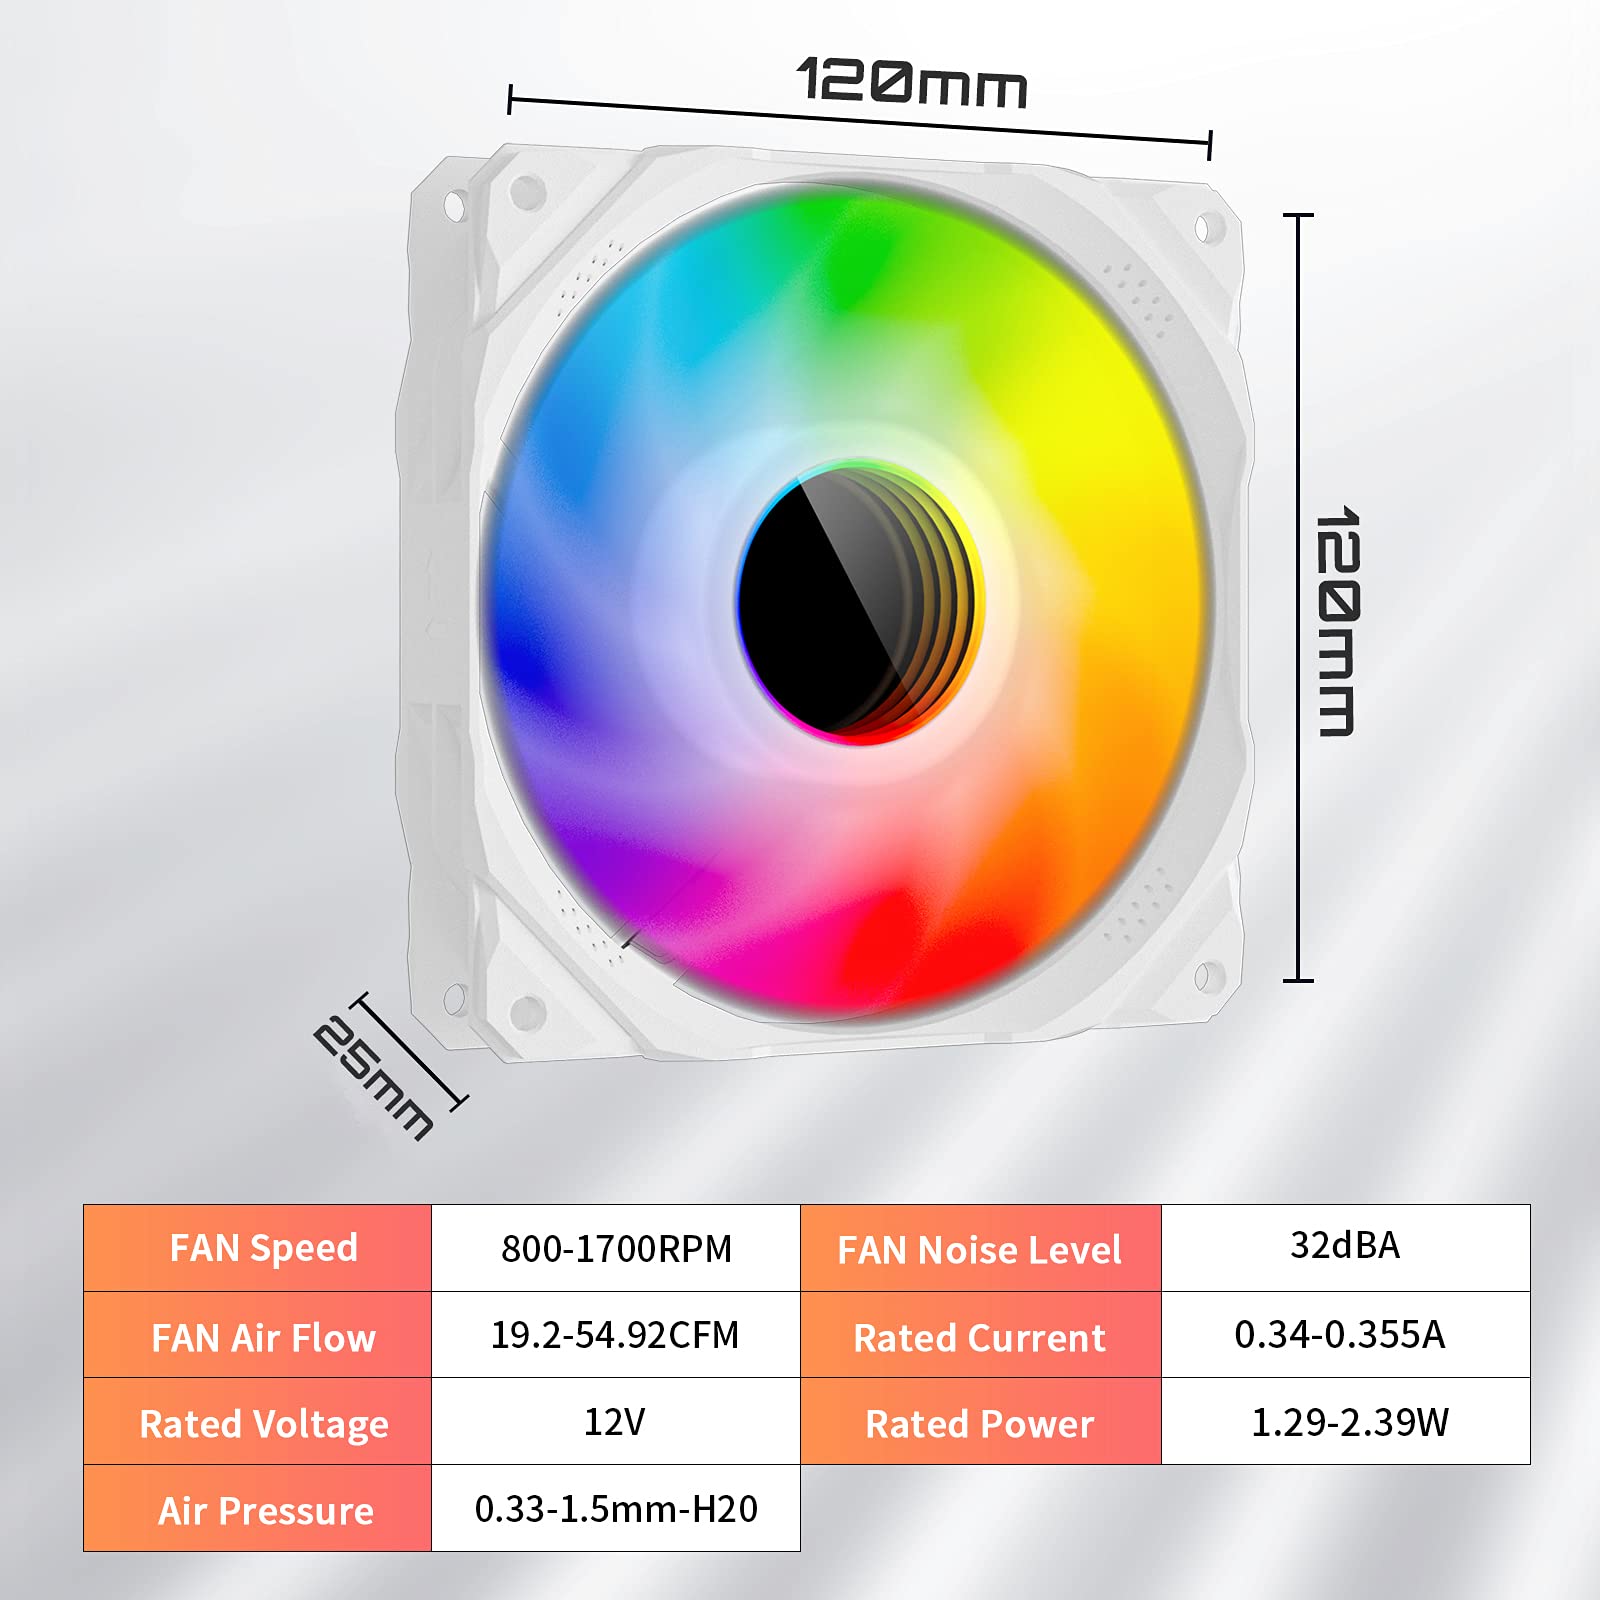 120mm
120mm
25mm
FAN Speed 800-1700RPM FAN Noise Level 32dBA
FAN Air Flow 19.2-54.92CFM Rated Current 0.34-0.355A
Rated Voltage 12V Rated Power 1.29-2.39W
Air Pressure 0.33-1.5mm-H20